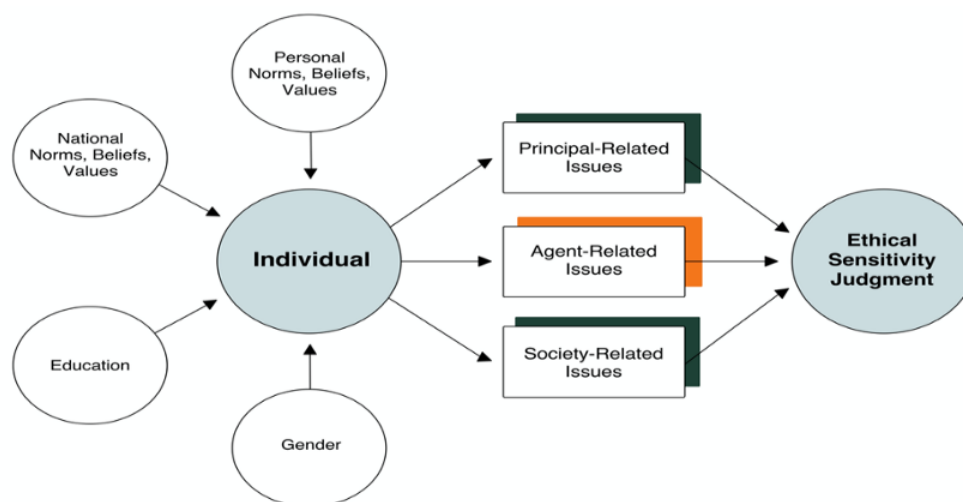 Personal
Norms, Beliefs,
Values
National
Norms, Beliefs,
Values
Principal-Related
Issues
Individual
Agent-Related
Issues
Ethical
Sensitivity
Judgment
Education
Society-Related
Issues
Gender